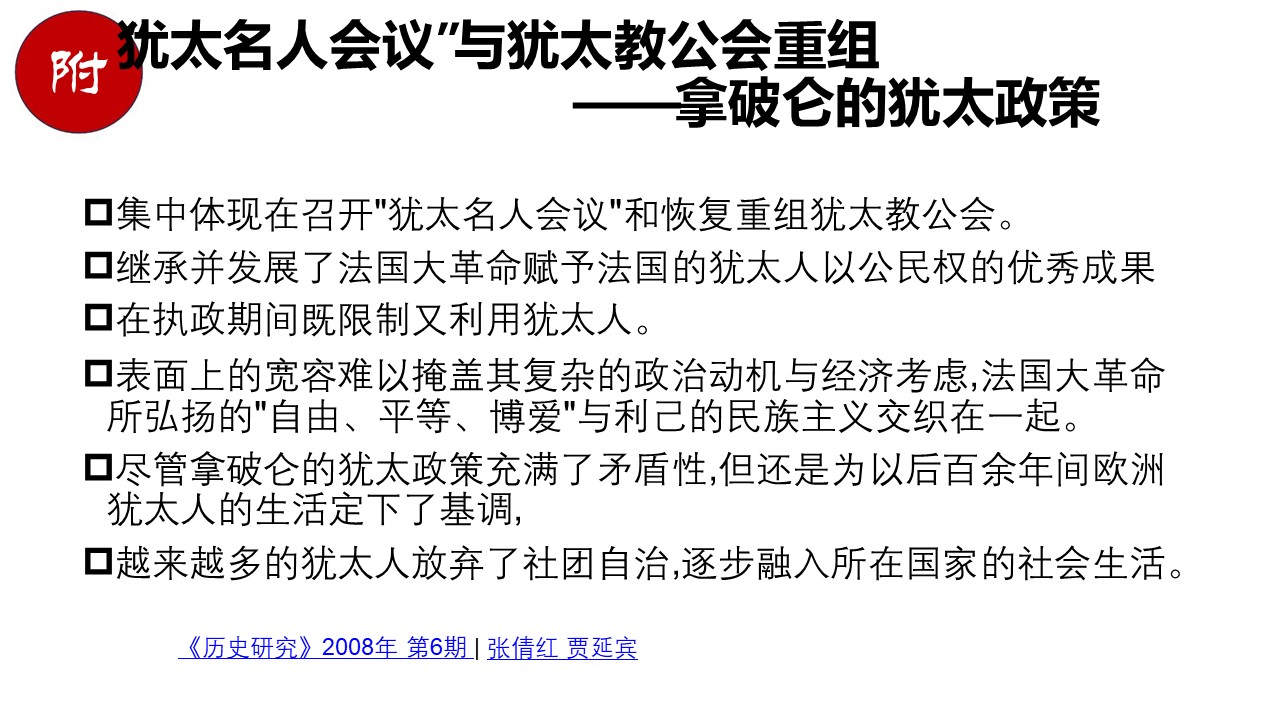 附
犹太名人会议"与犹太教公会重组
——拿破仑的犹太政策
集中体现在召开"犹太名人会议"和恢复重组犹太教公会。
继承并发展了法国大革命赋予法国的犹太人以公民权的优秀成果
在执政期间既限制又利用犹太人。
表面上的宽容难以掩盖其复杂的政治动机与经济考虑,法国大革命
所弘扬的"自由、平等、博爱"与利己的民族主义交织在一起。
尽管拿破仑的犹太政策充满了矛盾性,但还是为以后百余年间欧洲
犹太人的生活定下了基调,
越来越多的犹太人放弃了社团自治,逐步融入所在国家的社会生活。
《历史研究》2008年 第6期 | 张倩红 贾延宾